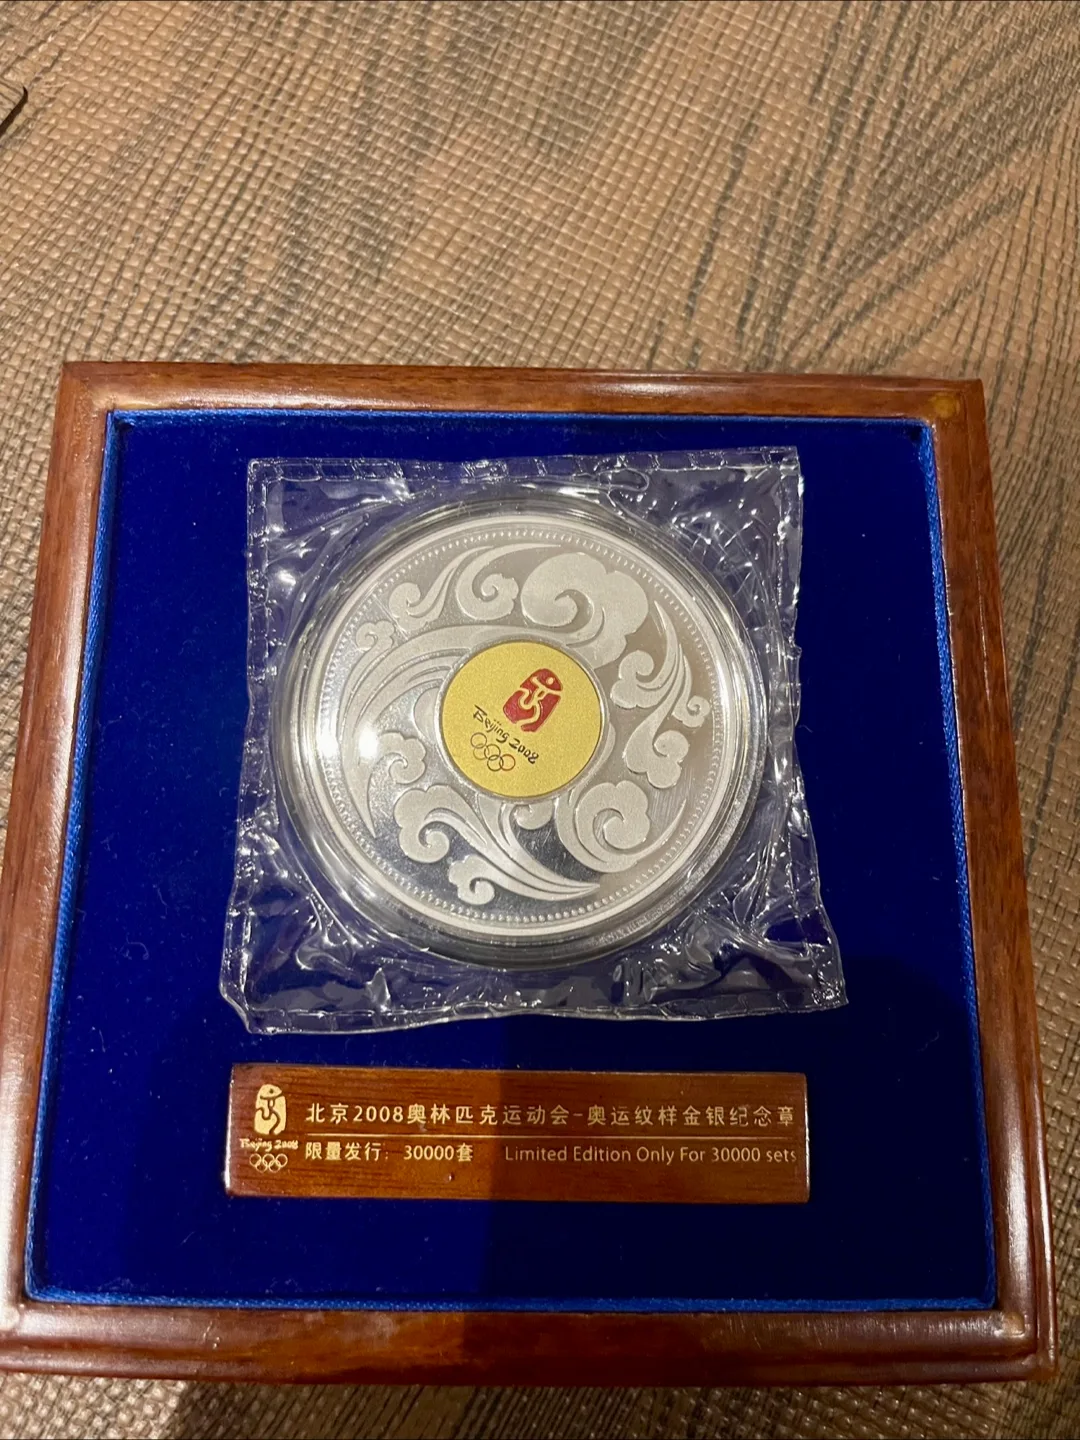 Beijing 2008
北京2008奥林匹克运动会-奥运纹样金银纪念章
Beijing 2008
限量发行: 30000套 Limited Edition Only For 30000 sets